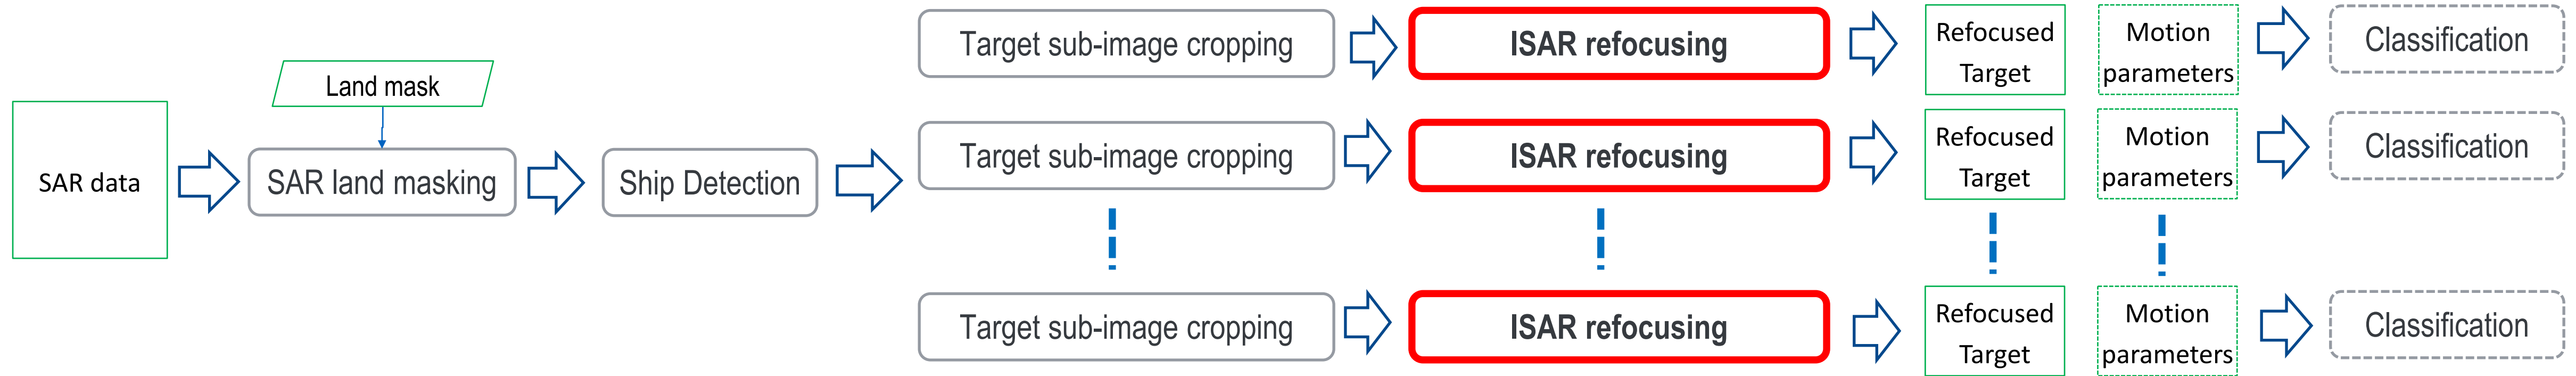 SAR data
Land mask
SAR land masking
Ship Detection
Target sub-image cropping
ISAR refocusing
Refocused
Target
Motion
parameters
Classification
Target sub-image cropping
ISAR refocusing
Refocused
Target
Motion
parameters
Classification
Target sub-image cropping
ISAR refocusing
Refocused
Target
Motion
parameters
Classification